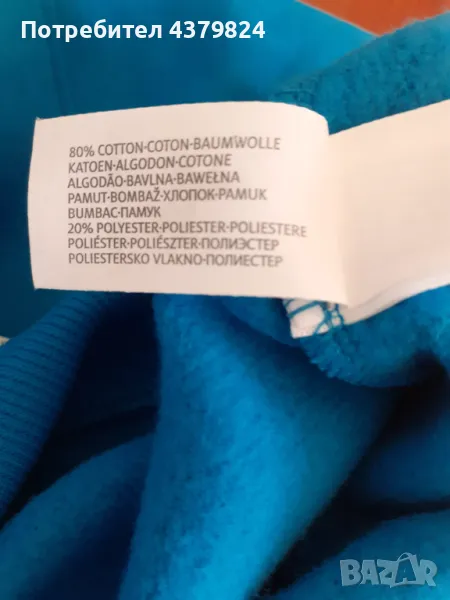 Потребител 4379824
80% COTTON-COTON-BAUMWOLLE
KATOEN-ALGODON-COTONE
ALGODÃO-BAVLNA-BAWEŁNA
PAMUT-BOMBAŽ-ХЛОПОК-PAMUK
BUMBAC-ПАМУК
20% POLYESTER-POLIESTER-POLIESTERE
POLIÉSTER-POLIÉSZTER-ПОЛИЭСТЕР
POLIESTERSKO VLAKNO-ПОЛИЕСТЕР
BAZAR